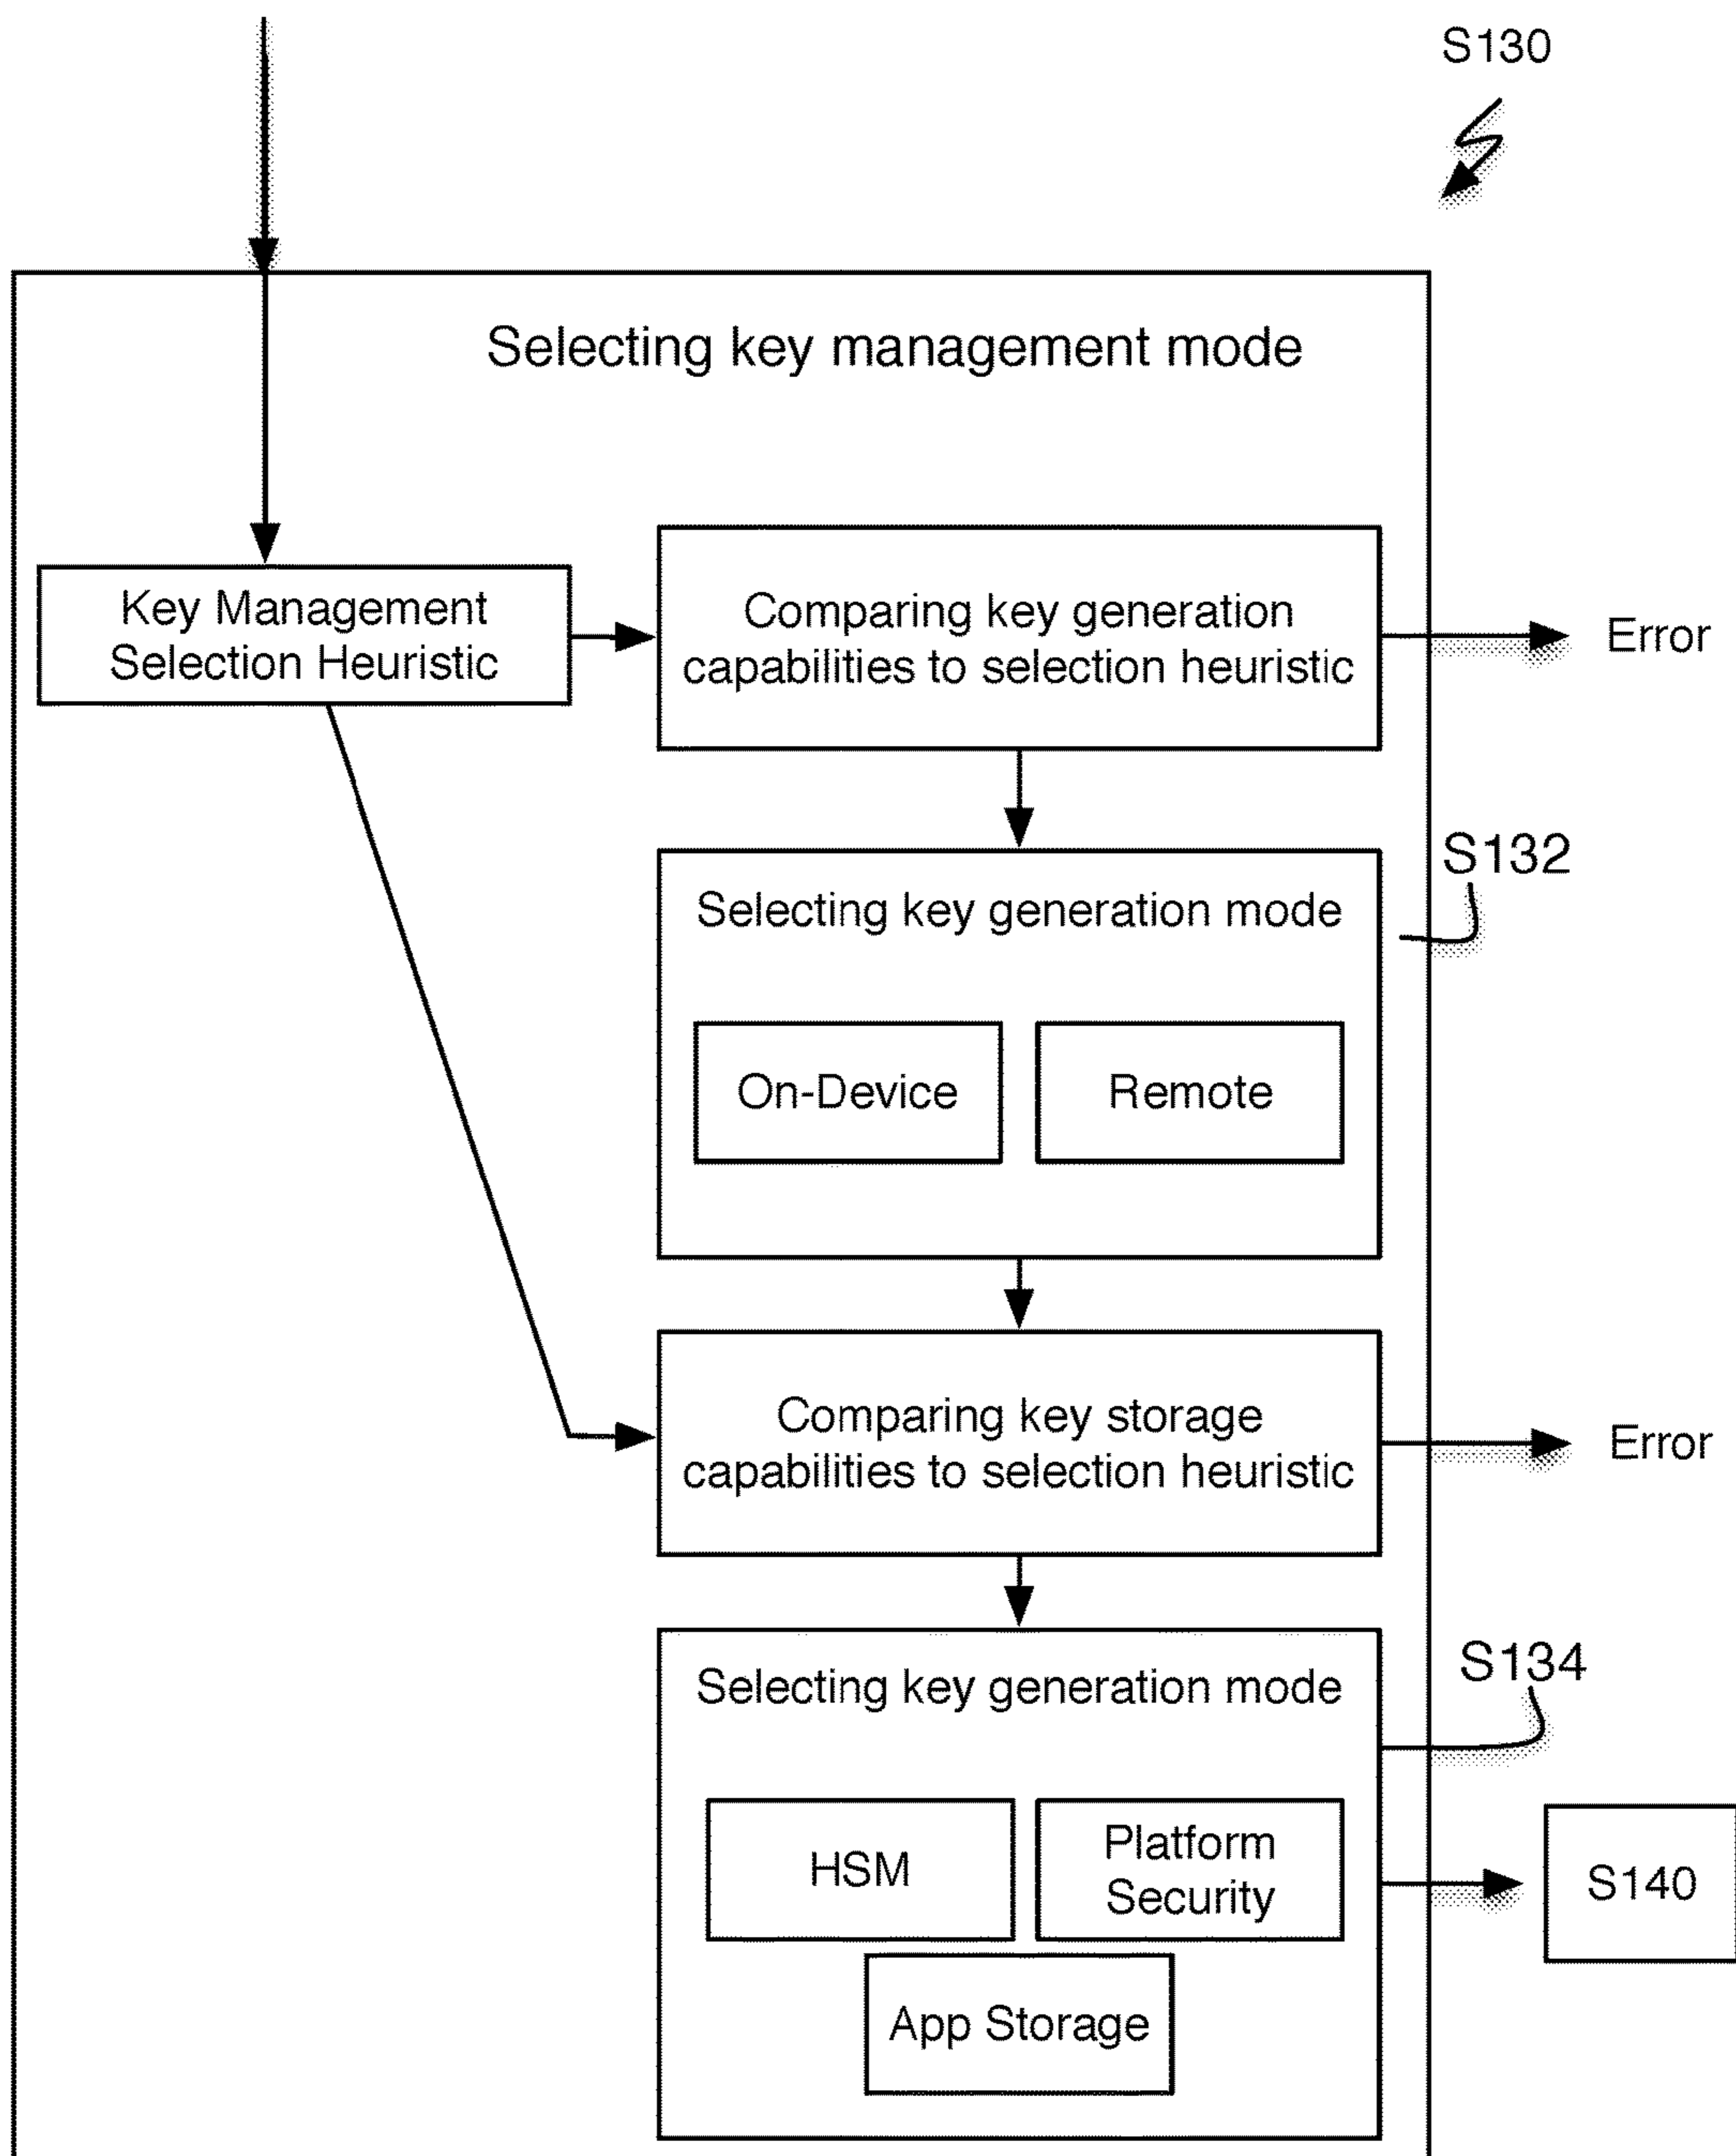 S130
Selecting key management mode
Key Management
Selection Heuristic
Comparing key generation
capabilities to selection heuristic
Error
S132
Selecting key generation mode
On-Device
Remote
Comparing key storage
capabilities to selection heuristic
Error
S134
Selecting key generation mode
HSM
Platform
Security
S140
App Storage